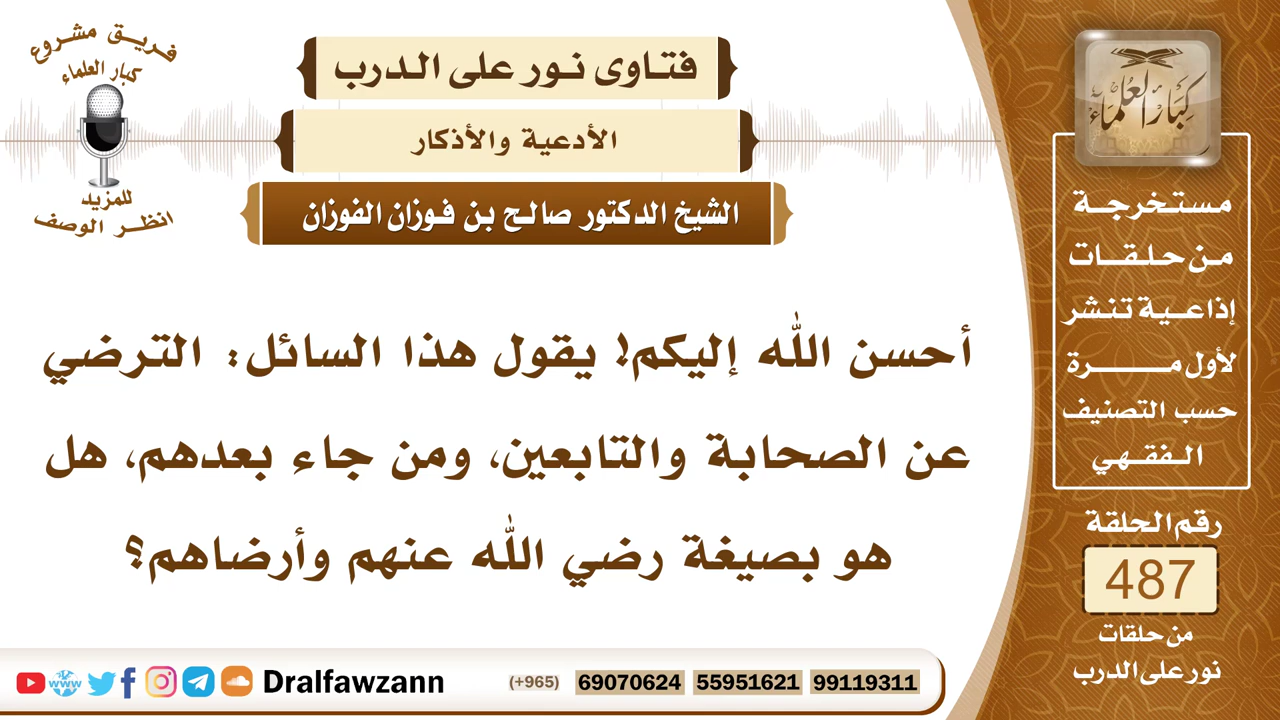 فريق مشروع
كبار العلماء
للمزيد
انظر الوصف
فتاوى نور على الدرب
الأدعية والأذكار
الشيخ الدكتور صالح بن فوزان الفوزان
أحسن الله إليكم! يقول هذا السائل: الترضي
عن الصحابة والتابعين، ومن جاء بعدهم، هل
هو بصيغة رضي الله عنهم وأرضاهم؟
كبار العلماء
مستخرجة
من حلقات
إذاعية تنشر
لأول مرة
حسب التصنيف
الفقهي
رقم الحلقة
487
من حلقات
نور على الدرب
www
Dralfawzann
(+965) 69070624 55951621 99119311